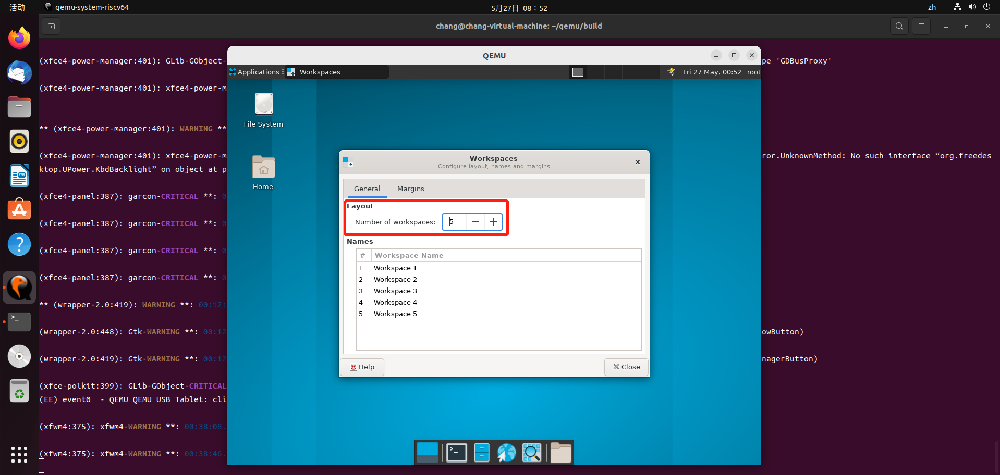 活动
qemu-system-riscv64
5月27日 08：52
zh
chang@chang-virtual-machine: ~/qemu/build
(xfce4-power-manager:401): GLib-GObject-
pe 'GDBusProxy'
(xfce4-power-manager:401): xfce4-power-m
** (xfce4-power-manager:401): WARNING **
(xfce4-power-manager:401): xfce4-power-m
ror.UnknownMethod: No such interface “org.freedes
ktop.UPower.KbdBacklight” on object at p
(xfce4-panel:387): garcon-CRITICAL **: 0
(xfce4-panel:387): garcon-CRITICAL **: 0
(xfce4-panel:387): garcon-CRITICAL **: 0
(xfce4-panel:387): garcon-CRITICAL **: 0
** (wrapper-2.0:419): WARNING **: 00:12:
(wrapper-2.0:448): Gtk-WARNING **: 00:12
owButton)
(wrapper-2.0:419): Gtk-WARNING **: 00:12
nagerButton)
(xfce-polkit:399): GLib-GObject-CRITICAL
(EE) event0  - QEMU QEMU USB Tablet: cli
(xfwm4:375): xfwm4-WARNING **: 00:38:08.
(xfwm4:375): xfwm4-WARNING **: 00:38:46.
QEMU
Applications
Workspaces
Fri 27 May, 00:52
root
File System
Home
Workspaces
Configure layout, names and margins
General
Margins
Layout
Number of workspaces: 5
Names
# Workspace Name
1 Workspace 1
2 Workspace 2
3 Workspace 3
4 Workspace 4
5 Workspace 5
Help
Close